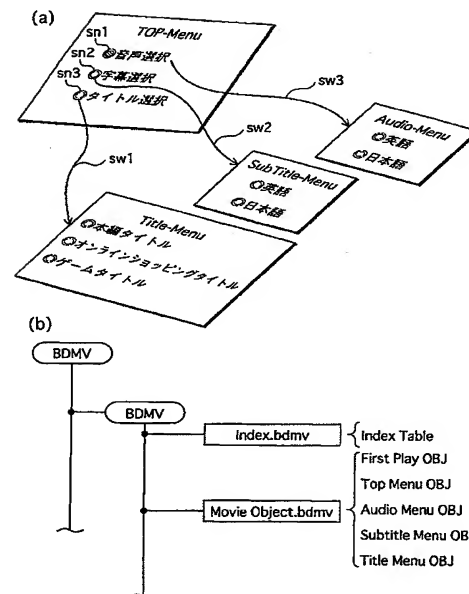 (a)
TOP-Menu
sn1
◎音声選択
sn2
◎字幕選択
sn3
◎タイトル選択
sw3
sw2
sw1
Audio-Menu
◎英語
◎日本語
SubTitle-Menu
◎英語
◎日本語
Title-Menu
◎本編タイトル
◎オンラインショッピングタイトル
◎ゲームタイトル
(b)
BDMV
BDMV
Index.bdmv
Index Table
First Play OBJ
Top Menu OBJ
Movie Object.bdmv
Audio Menu OBJ
Subtitle Menu OB
Title Menu OBJ